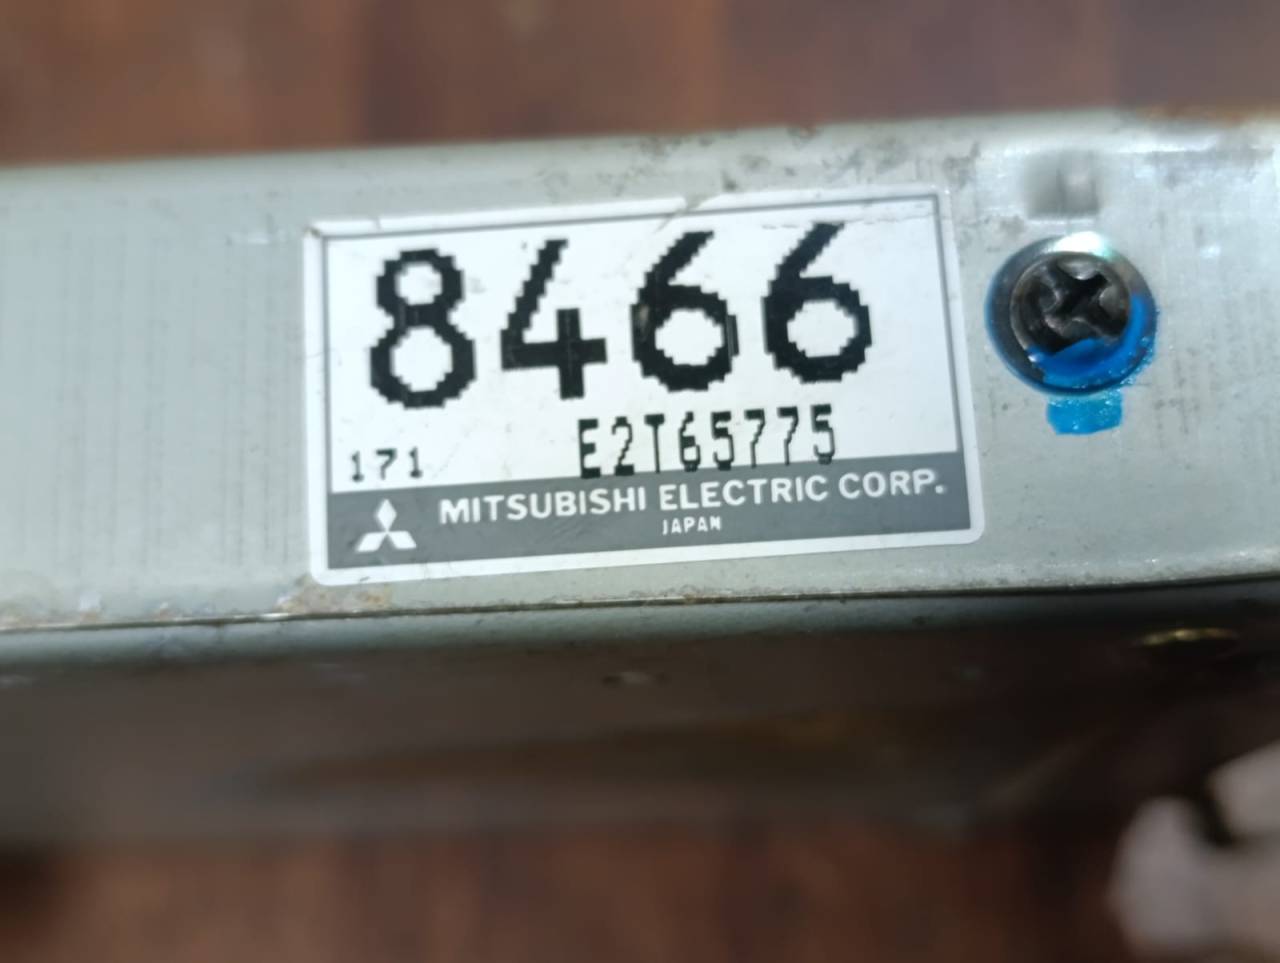 8466
171 E2T65775
MITSUBISHI ELECTRIC CORP.
JAPAN